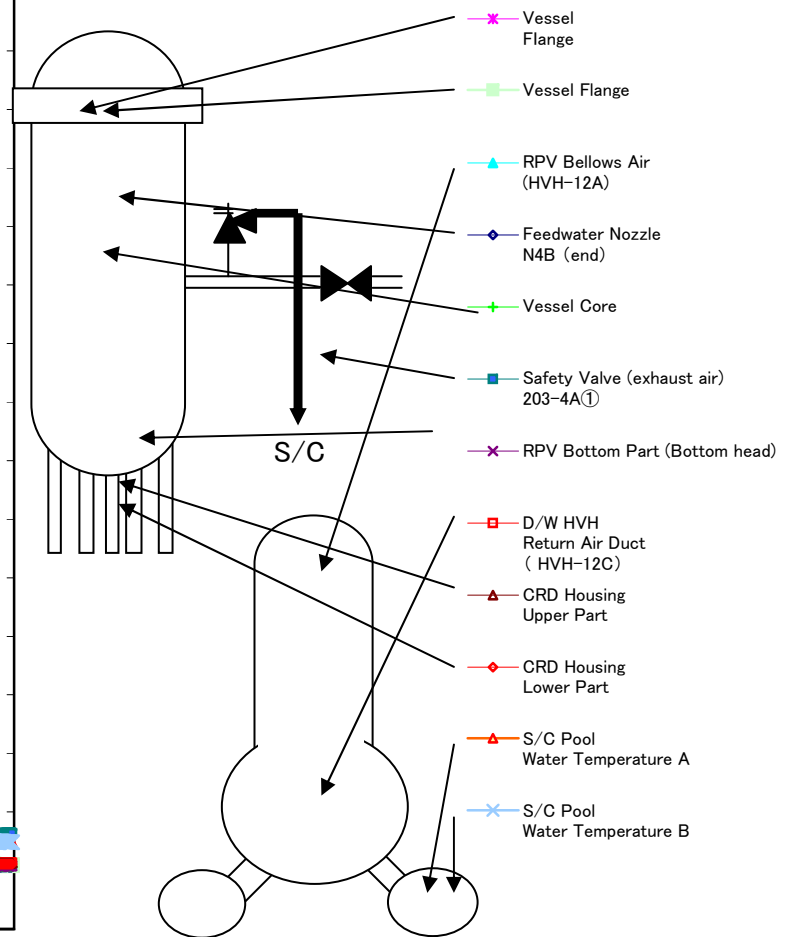 Vessel
Flange
Vessel Flange
RPV Bellows Air
(HVH-12A)
Feedwater Nozzle
N4B (end)
Vessel Core
Safety Valve (exhaust air)
203-4A①
RPV Bottom Part (Bottom head)
D/W HVH
Return Air Duct
( HVH-12C)
CRD Housing
Upper Part
CRD Housing
Lower Part
S/C Pool
Water Temperature A
S/C Pool
Water Temperature B
S/C